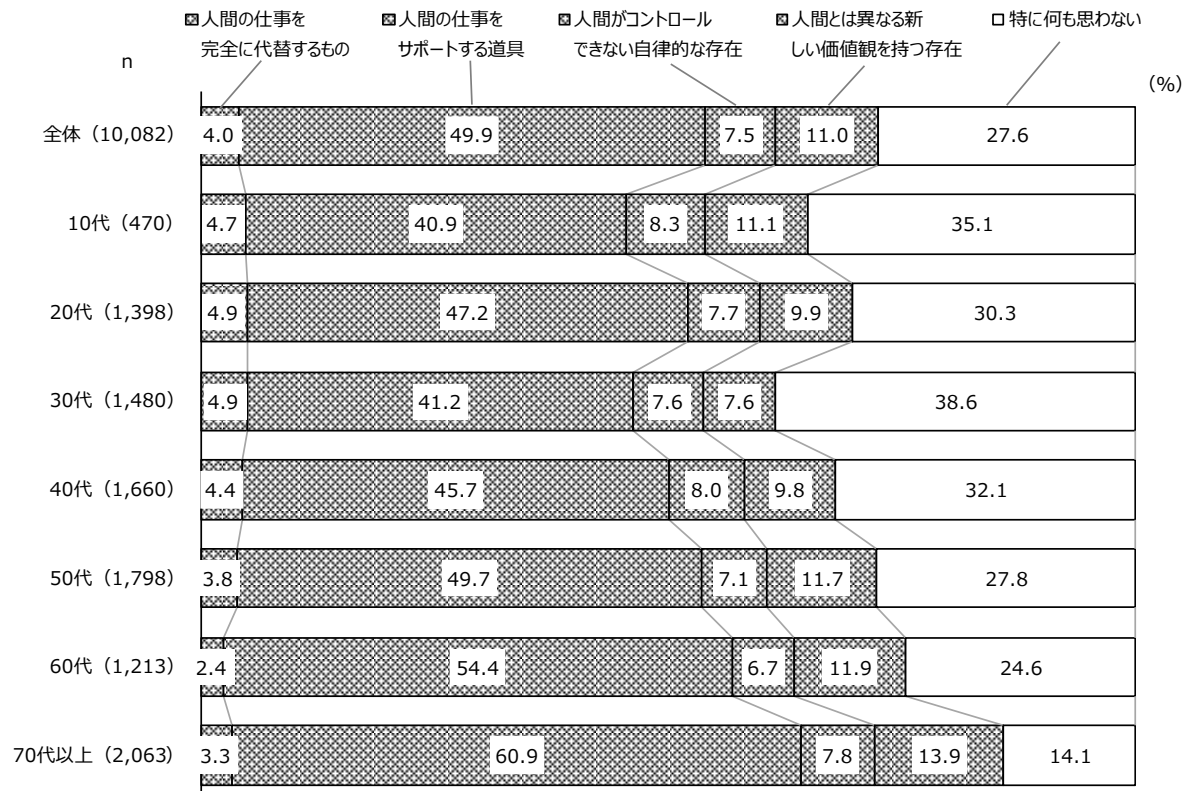 人間の仕事を 人間の仕事を 人間がコントロール 人間とは異なる新 特に何も思わない
完全に代替するもの サポートする道具 できない自律的な存在 しい価値観を持つ存在
n
(%)
全体（10,082） 4.0 49.9 7.5 11.0 27.6
10代（470） 4.7 40.9 8.3 11.1 35.1
20代（1,398） 4.9 47.2 7.7 9.9 30.3
30代（1,480） 4.9 41.2 7.6 7.6 38.6
40代（1,660） 4.4 45.7 8.0 9.8 32.1
50代（1,798） 3.8 49.7 7.1 11.7 27.8
60代（1,213） 2.4 54.4 6.7 11.9 24.6
70代以上（2,063） 3.3 60.9 7.8 13.9 14.1